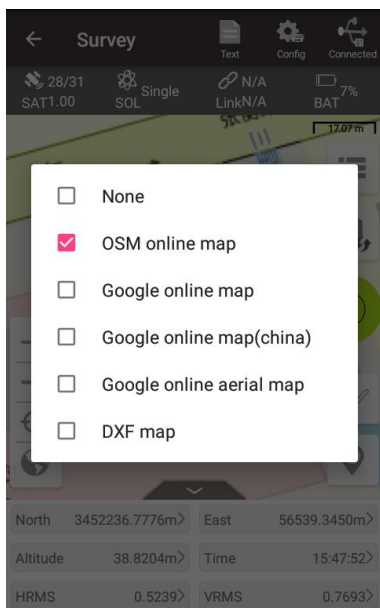 Survey
Text
Config
Connected
28/31
SAT1.00
Single
SOL
N/A
LinkN/A
7%
BAT
17.07 m
None
OSM online map
Google online map
Google online map(china)
Google online aerial map
DXF map
North 3452236.7776m>
East 56539.3450m>
Altitude 38.8204m>
Time 15:47:52>
HRMS 0.5239>
VRMS 0.7693>